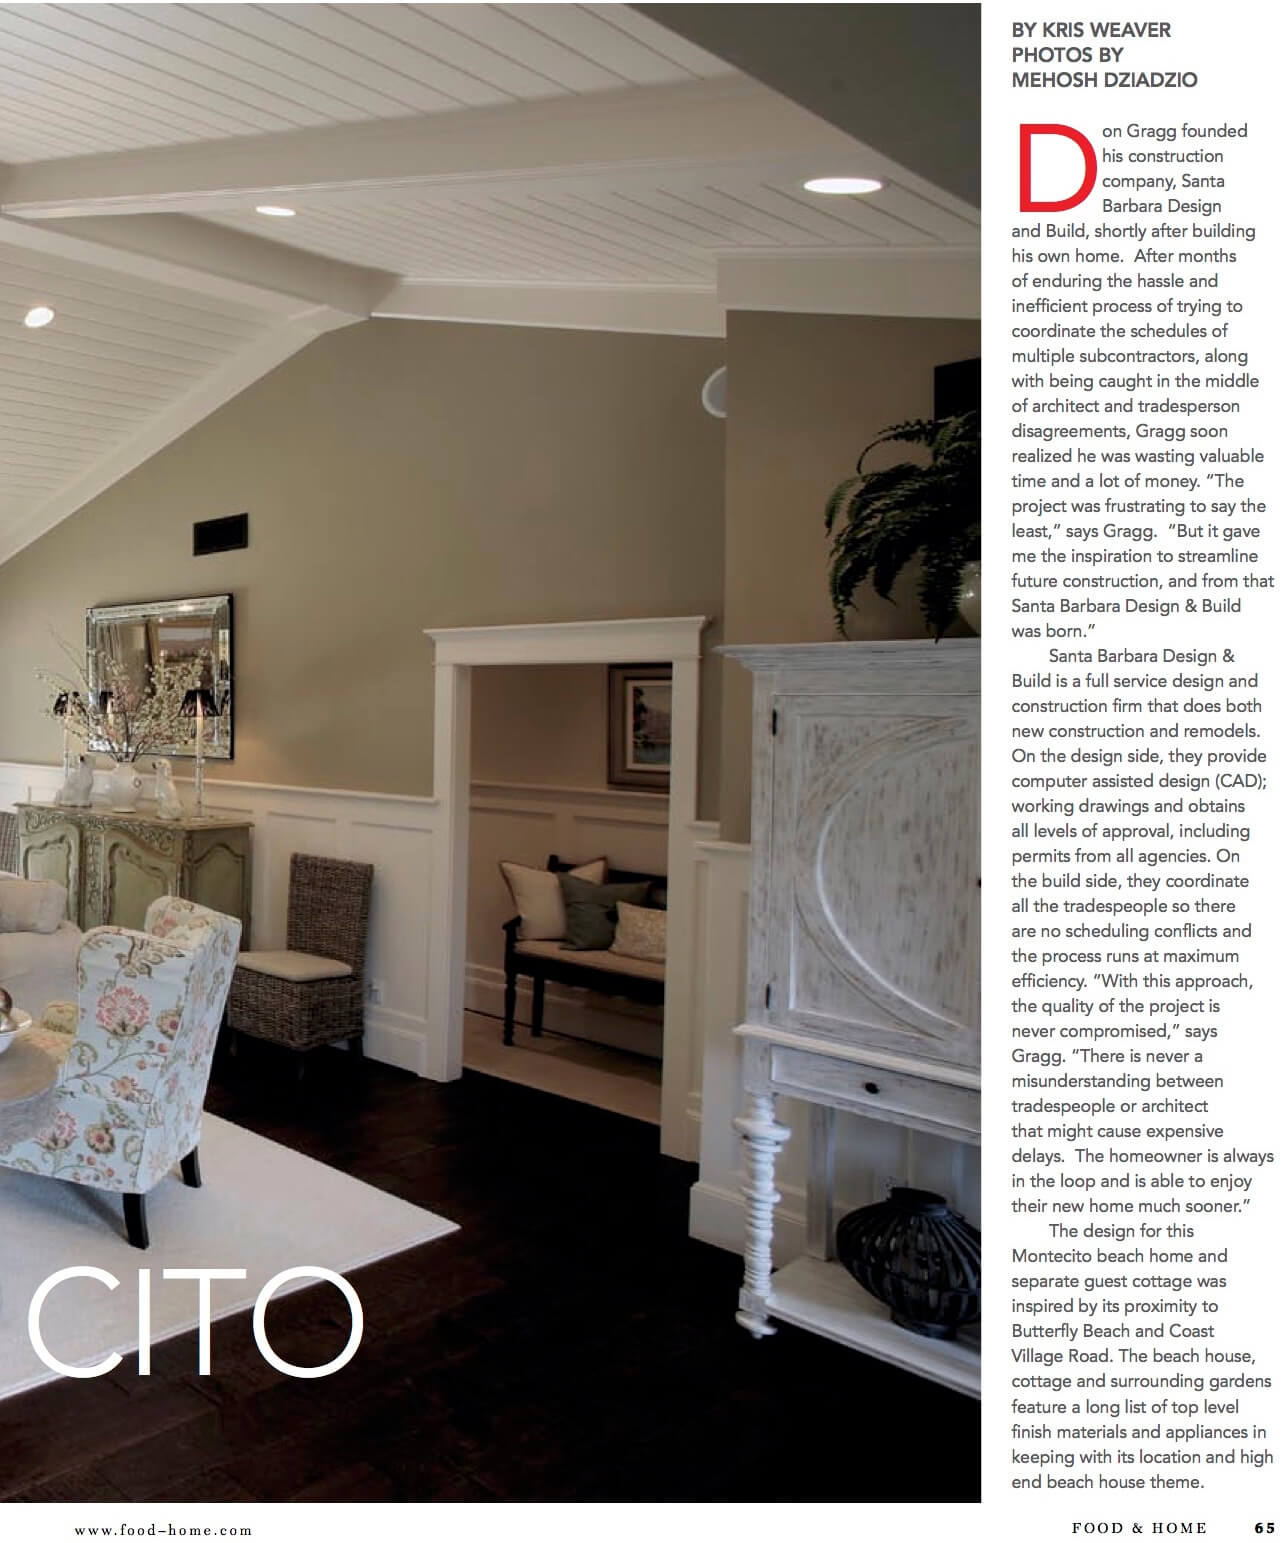 BY KRIS WEAVER
PHOTOS BY
MEHOSH DZIADZIO
Don Gragg founded
his construction
company, Santa
Barbara Design
and Build, shortly after building
his own home.  After months
of enduring the hassle and
inefficient process of trying to
coordinate the schedules of
multiple subcontractors, along
with being caught in the middle
of architect and tradesperson
disagreements, Gragg soon
realized he was wasting valuable
time and a lot of money. “The
project was frustrating to say the
least,” says Gragg.  “But it gave
me the inspiration to streamline
future construction, and from that
Santa Barbara Design & Build
was born.”
Santa Barbara Design &
Build is a full service design and
construction firm that does both
new construction and remodels.
On the design side, they provide
computer assisted design (CAD);
working drawings and obtains
all levels of approval, including
permits from all agencies. On
the build side, they coordinate
all the tradespeople so there
are no scheduling conflicts and
the process runs at maximum
efficiency. “With this approach,
the quality of the project is
never compromised,” says
Gragg. “There is never a
misunderstanding between
tradespeople or architect
that might cause expensive
delays.  The homeowner is always
in the loop and is able to enjoy
their new home much sooner.”
The design for this
Montecito beach home and
separate guest cottage was
inspired by its proximity to
Butterfly Beach and Coast
Village Road. The beach house,
cottage and surrounding gardens
feature a long list of top level
finish materials and appliances in
keeping with its location and high
end beach house theme.
CITO
www.food-home.com
FOOD & HOME 65